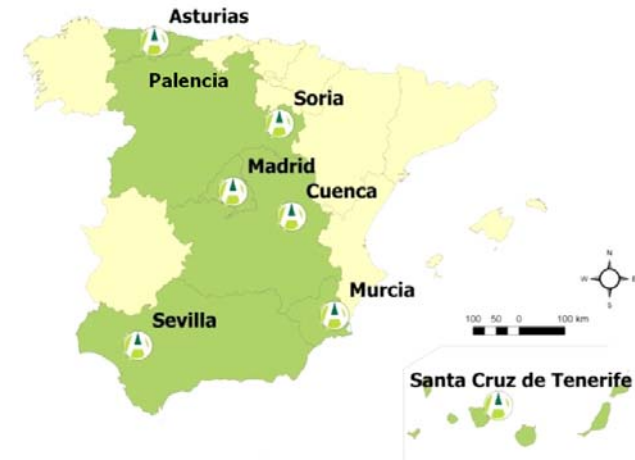 Asturias
Palencia
Soria
Madrid
Cuenca
Murcia
Sevilla
N
W
E
S
100 50 0 100 km
Santa Cruz de Tenerife